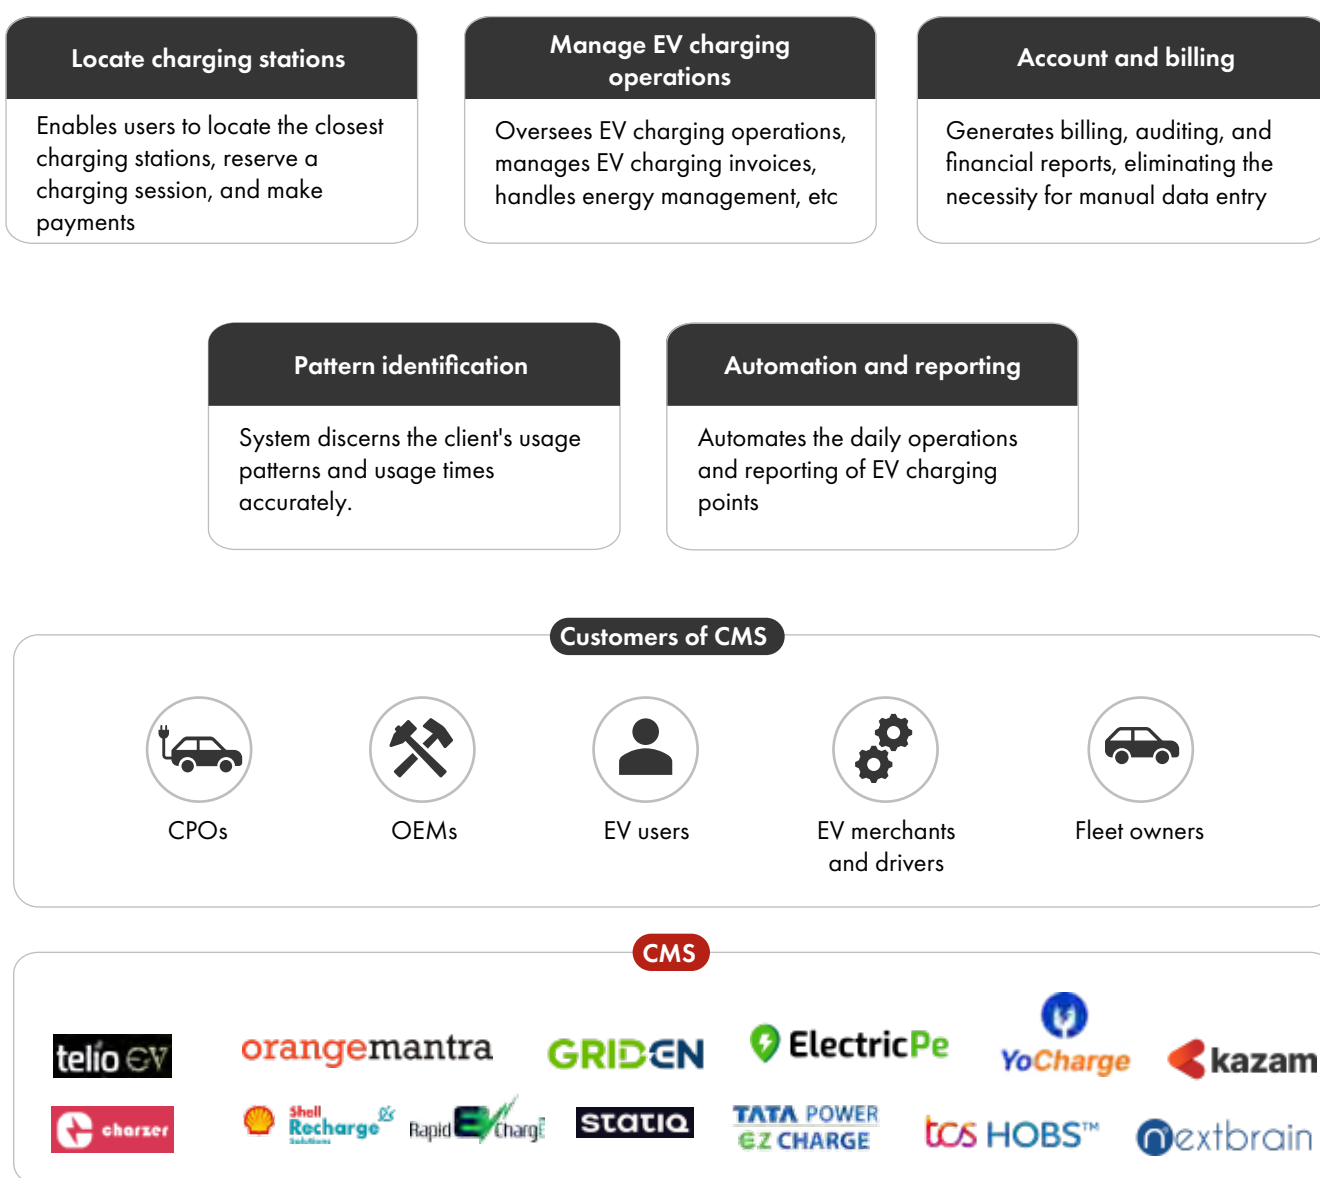 Locate charging stations
Enables users to locate the closest
charging stations, reserve a
charging session, and make
payments
Manage EV charging
operations
Oversees EV charging operations,
manages EV charging invoices,
handles energy management, etc
Account and billing
Generates billing, auditing, and
financial reports, eliminating the
necessity for manual data entry
Pattern identification
System discerns the client's usage
patterns and usage times
accurately.
Automation and reporting
Automates the daily operations
and reporting of EV charging
points
Customers of CMS
CPOs
OEMs
EV users
EV merchants
and drivers
Fleet owners
CMS
telio EV
orangemantra
GRIDEN
ElectricPe
YoCharge
kazam
charzer
Shell
Recharge
Solutions
Rapid EV Charg
statiq
TATA POWER
EZ CHARGE
tcs HOBS™
nextbrain